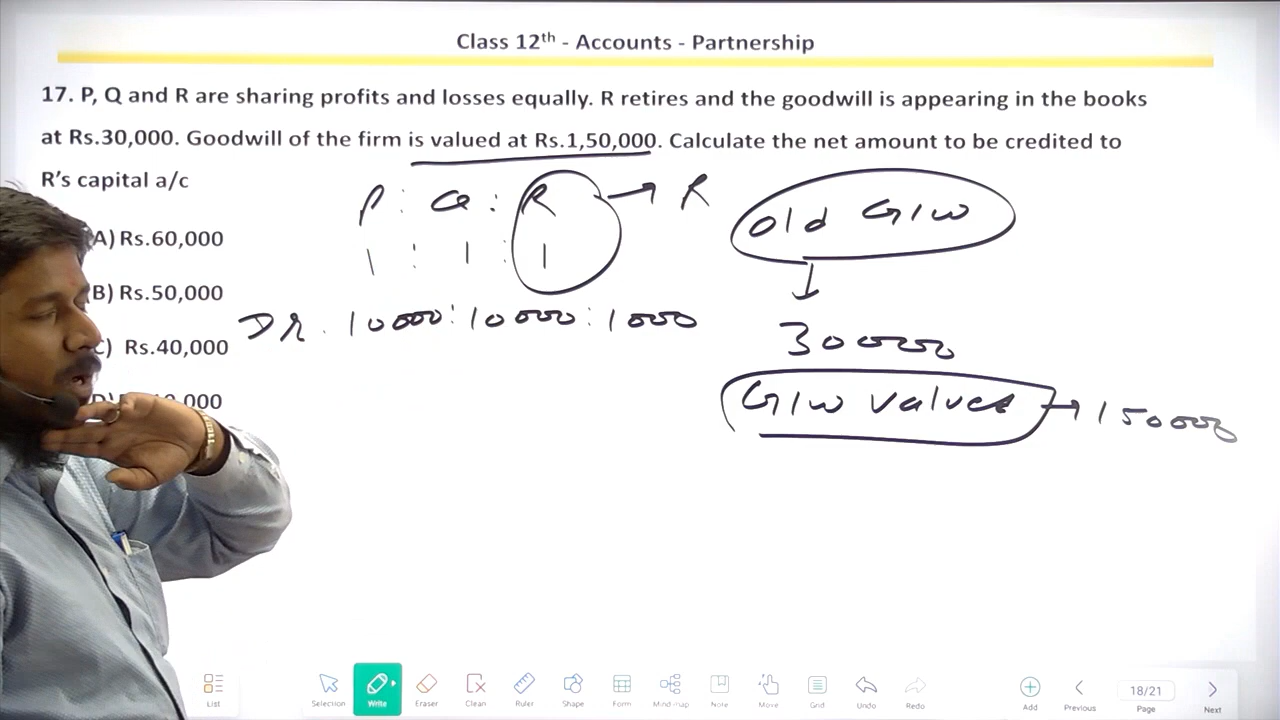 Class 12th - Accounts - Partnership
17. P, Q and R are sharing profits and losses equally. R retires and the goodwill is appearing in the books
at Rs.30,000. Goodwill of the firm is valued at Rs.1,50,000. Calculate the net amount to be credited to
R's capital a/c
P : Q : R → R
old G/w
A) Rs.60,000
1 : 1 : 1
(B) Rs.50,000
DR. 10000 : 10000 : 1000
C) Rs.40,000
30000
G/w values → 150000
0,000
List
Selection
Write
Eraser
Clean
Ruler
Shape
Form
Mind map
Note
Move
Grid
Undo
Redo
Add
Previous
18/21
Page
Next